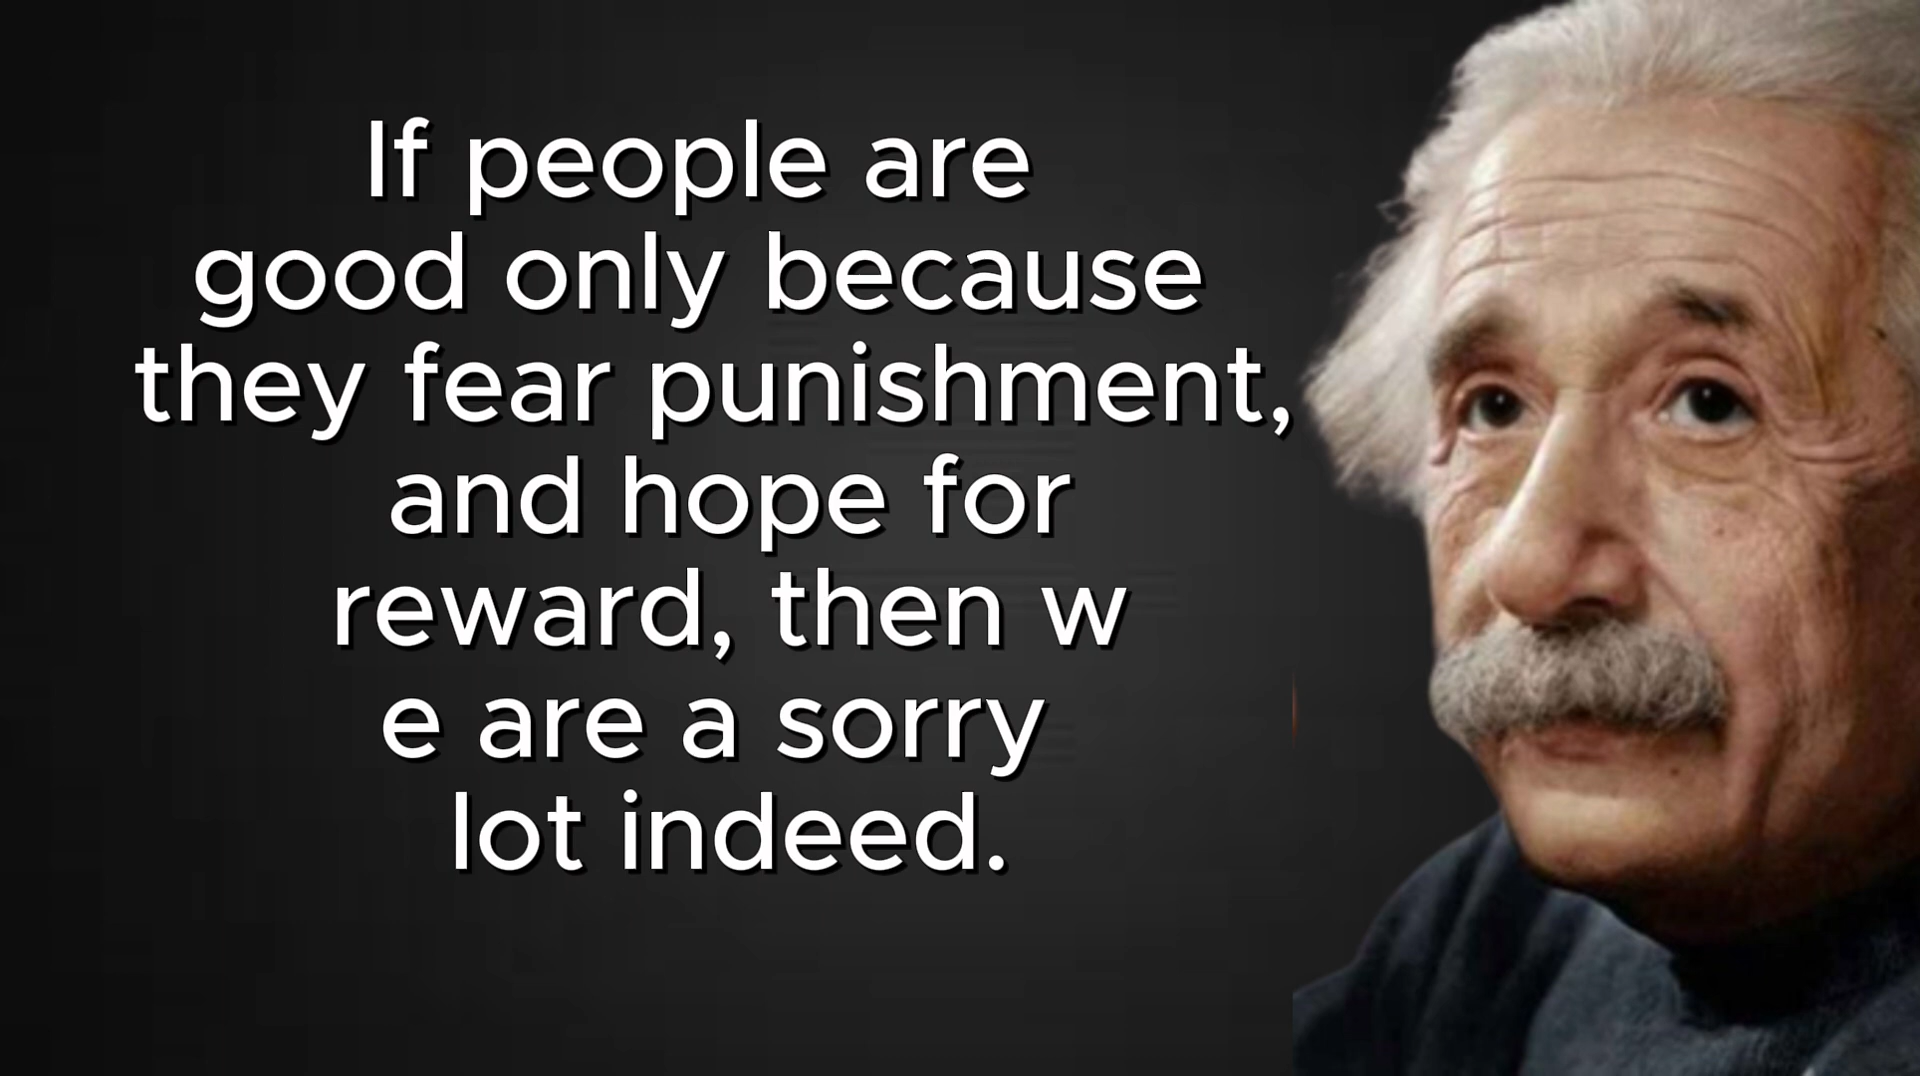 If people are
good only because
they fear punishment,
and hope for
reward, then w
e are a sorry
lot indeed.